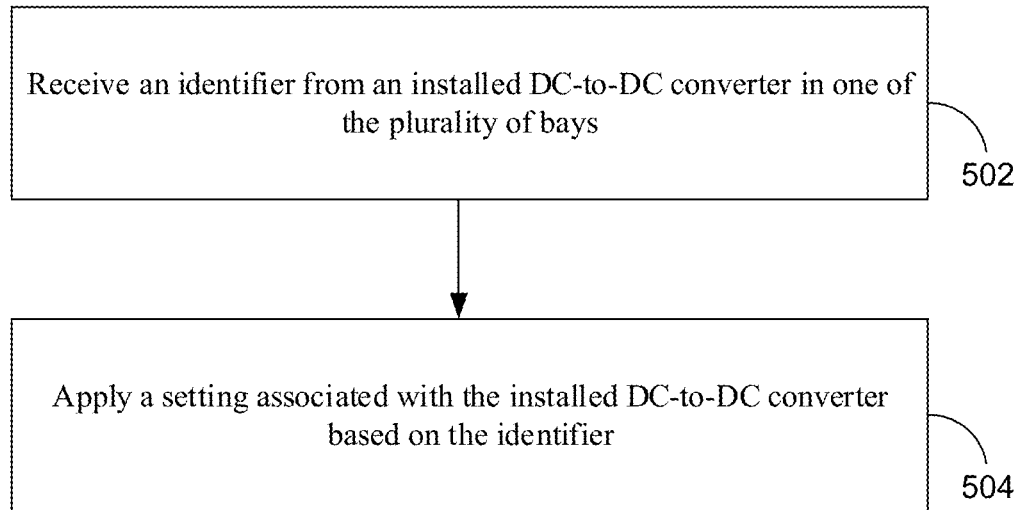 Receive an identifier from an installed DC-to-DC converter in one of
the plurality of bays
502
Apply a setting associated with the installed DC-to-DC converter
based on the identifier
504